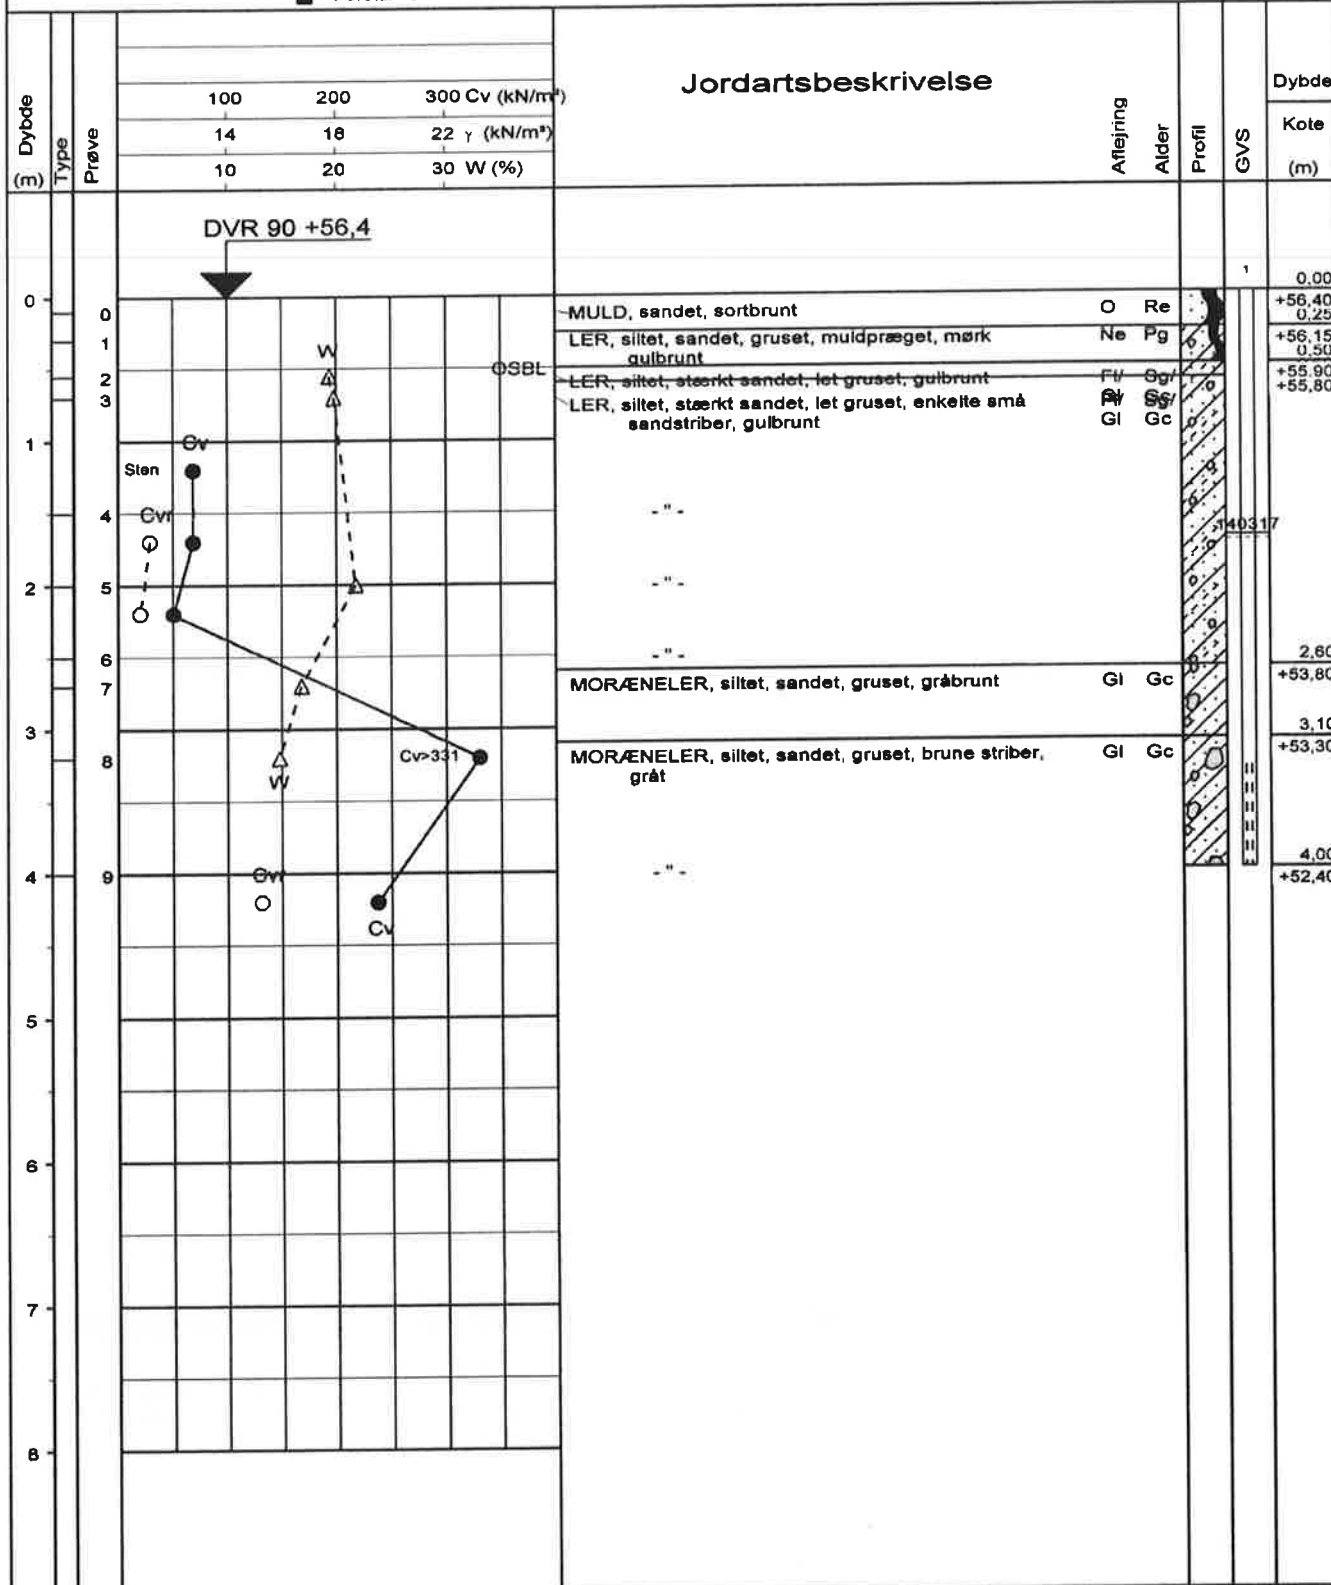 Jordartsbeskrivelse
Dybde (m)
Type
Prøve
100 200 300 Cv (kN/m²)
14 18 22 γ (kN/m³)
10 20 30 W (%)
Aflejring
Alder
Profil
GVS
Dybde
Kote
(m)
DVR 90 +56,4
1
0,00
0
0
MULD, sandet, sortbrunt O Re
+56,40
0,25
1
LER, siltet, sandet, gruset, muldpræget, mørk Ne Pg
gulbrunt
+56,15
0,50
W
OSBL
2
LER, siltet, stærkt sandet, let gruset, gulbrunt Fl/ Sg/
+55,90
+55,80
3
LER, siltet, stærkt sandet, let gruset, enkelte små
sandstriber, gulbrunt Gl Gc
1
Cv
Sten
4
Cvr
- " -
140317
2
5
- " -
6
- " -
2,60
7
MORÆNELER, siltet, sandet, gruset, gråbrunt Gl Gc
+53,80
3
3,10
8
Cv>331
MORÆNELER, siltet, sandet, gruset, brune striber, Gl Gc
gråt
+53,30
W
4
9
Cvr
- " -
4,00
+52,40
Cv
5
6
7
8